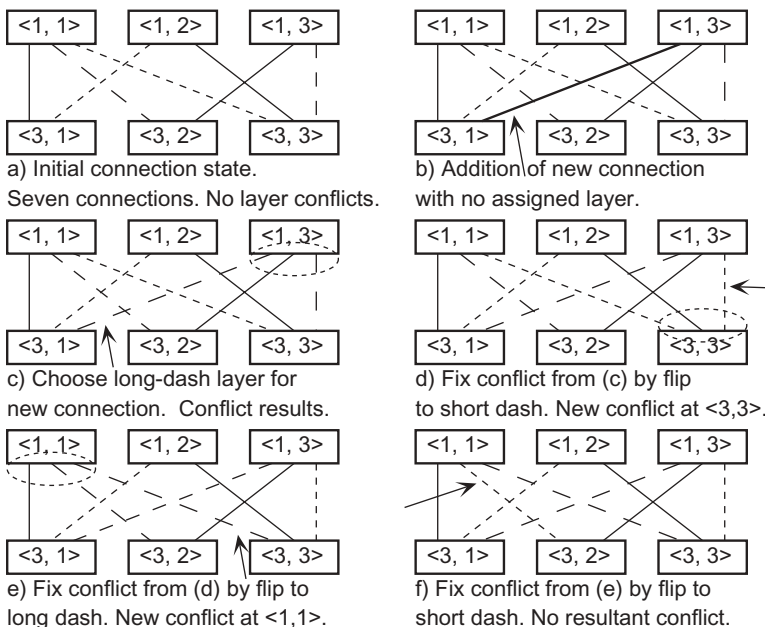 <1, 1> <1, 2> <1, 3>
<3, 1> <3, 2> <3, 3>
a) Initial connection state.
Seven connections. No layer conflicts.
<1, 1> <1, 2> <1, 3>
<3, 1> <3, 2> <3, 3>
b) Addition of new connection
with no assigned layer.
<1, 1> <1, 2> <1, 3>
<3, 1> <3, 2> <3, 3>
c) Choose long-dash layer for
new connection. Conflict results.
<1, 1> <1, 2> <1, 3>
<3, 1> <3, 2> <3, 3>
d) Fix conflict from (c) by flip
to short dash. New conflict at <3,3>.
<1, 1> <1, 2> <1, 3>
<3, 1> <3, 2> <3, 3>
e) Fix conflict from (d) by flip to
long dash. New conflict at <1,1>.
<1, 1> <1, 2> <1, 3>
<3, 1> <3, 2> <3, 3>
f) Fix conflict from (e) by flip to
short dash. No resultant conflict.